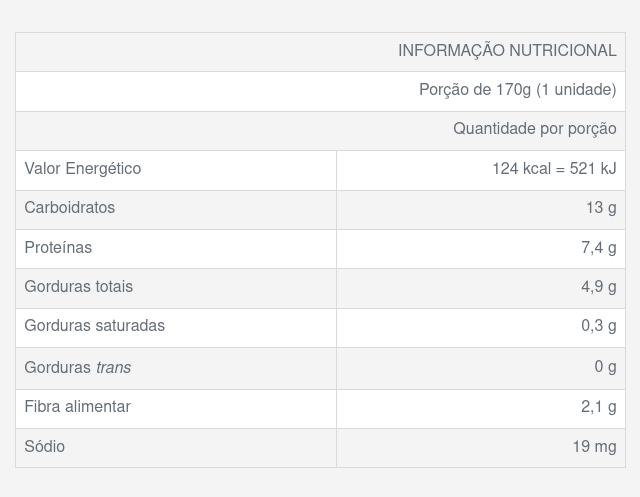 INFORMAÇÃO NUTRICIONAL
Porção de 170g (1 unidade)
Quantidade por porção
Valor Energético 124 kcal = 521 kJ
Carboidratos 13 g
Proteínas 7,4 g
Gorduras totais 4,9 g
Gorduras saturadas 0,3 g
Gorduras trans 0 g
Fibra alimentar 2,1 g
Sódio 19 mg